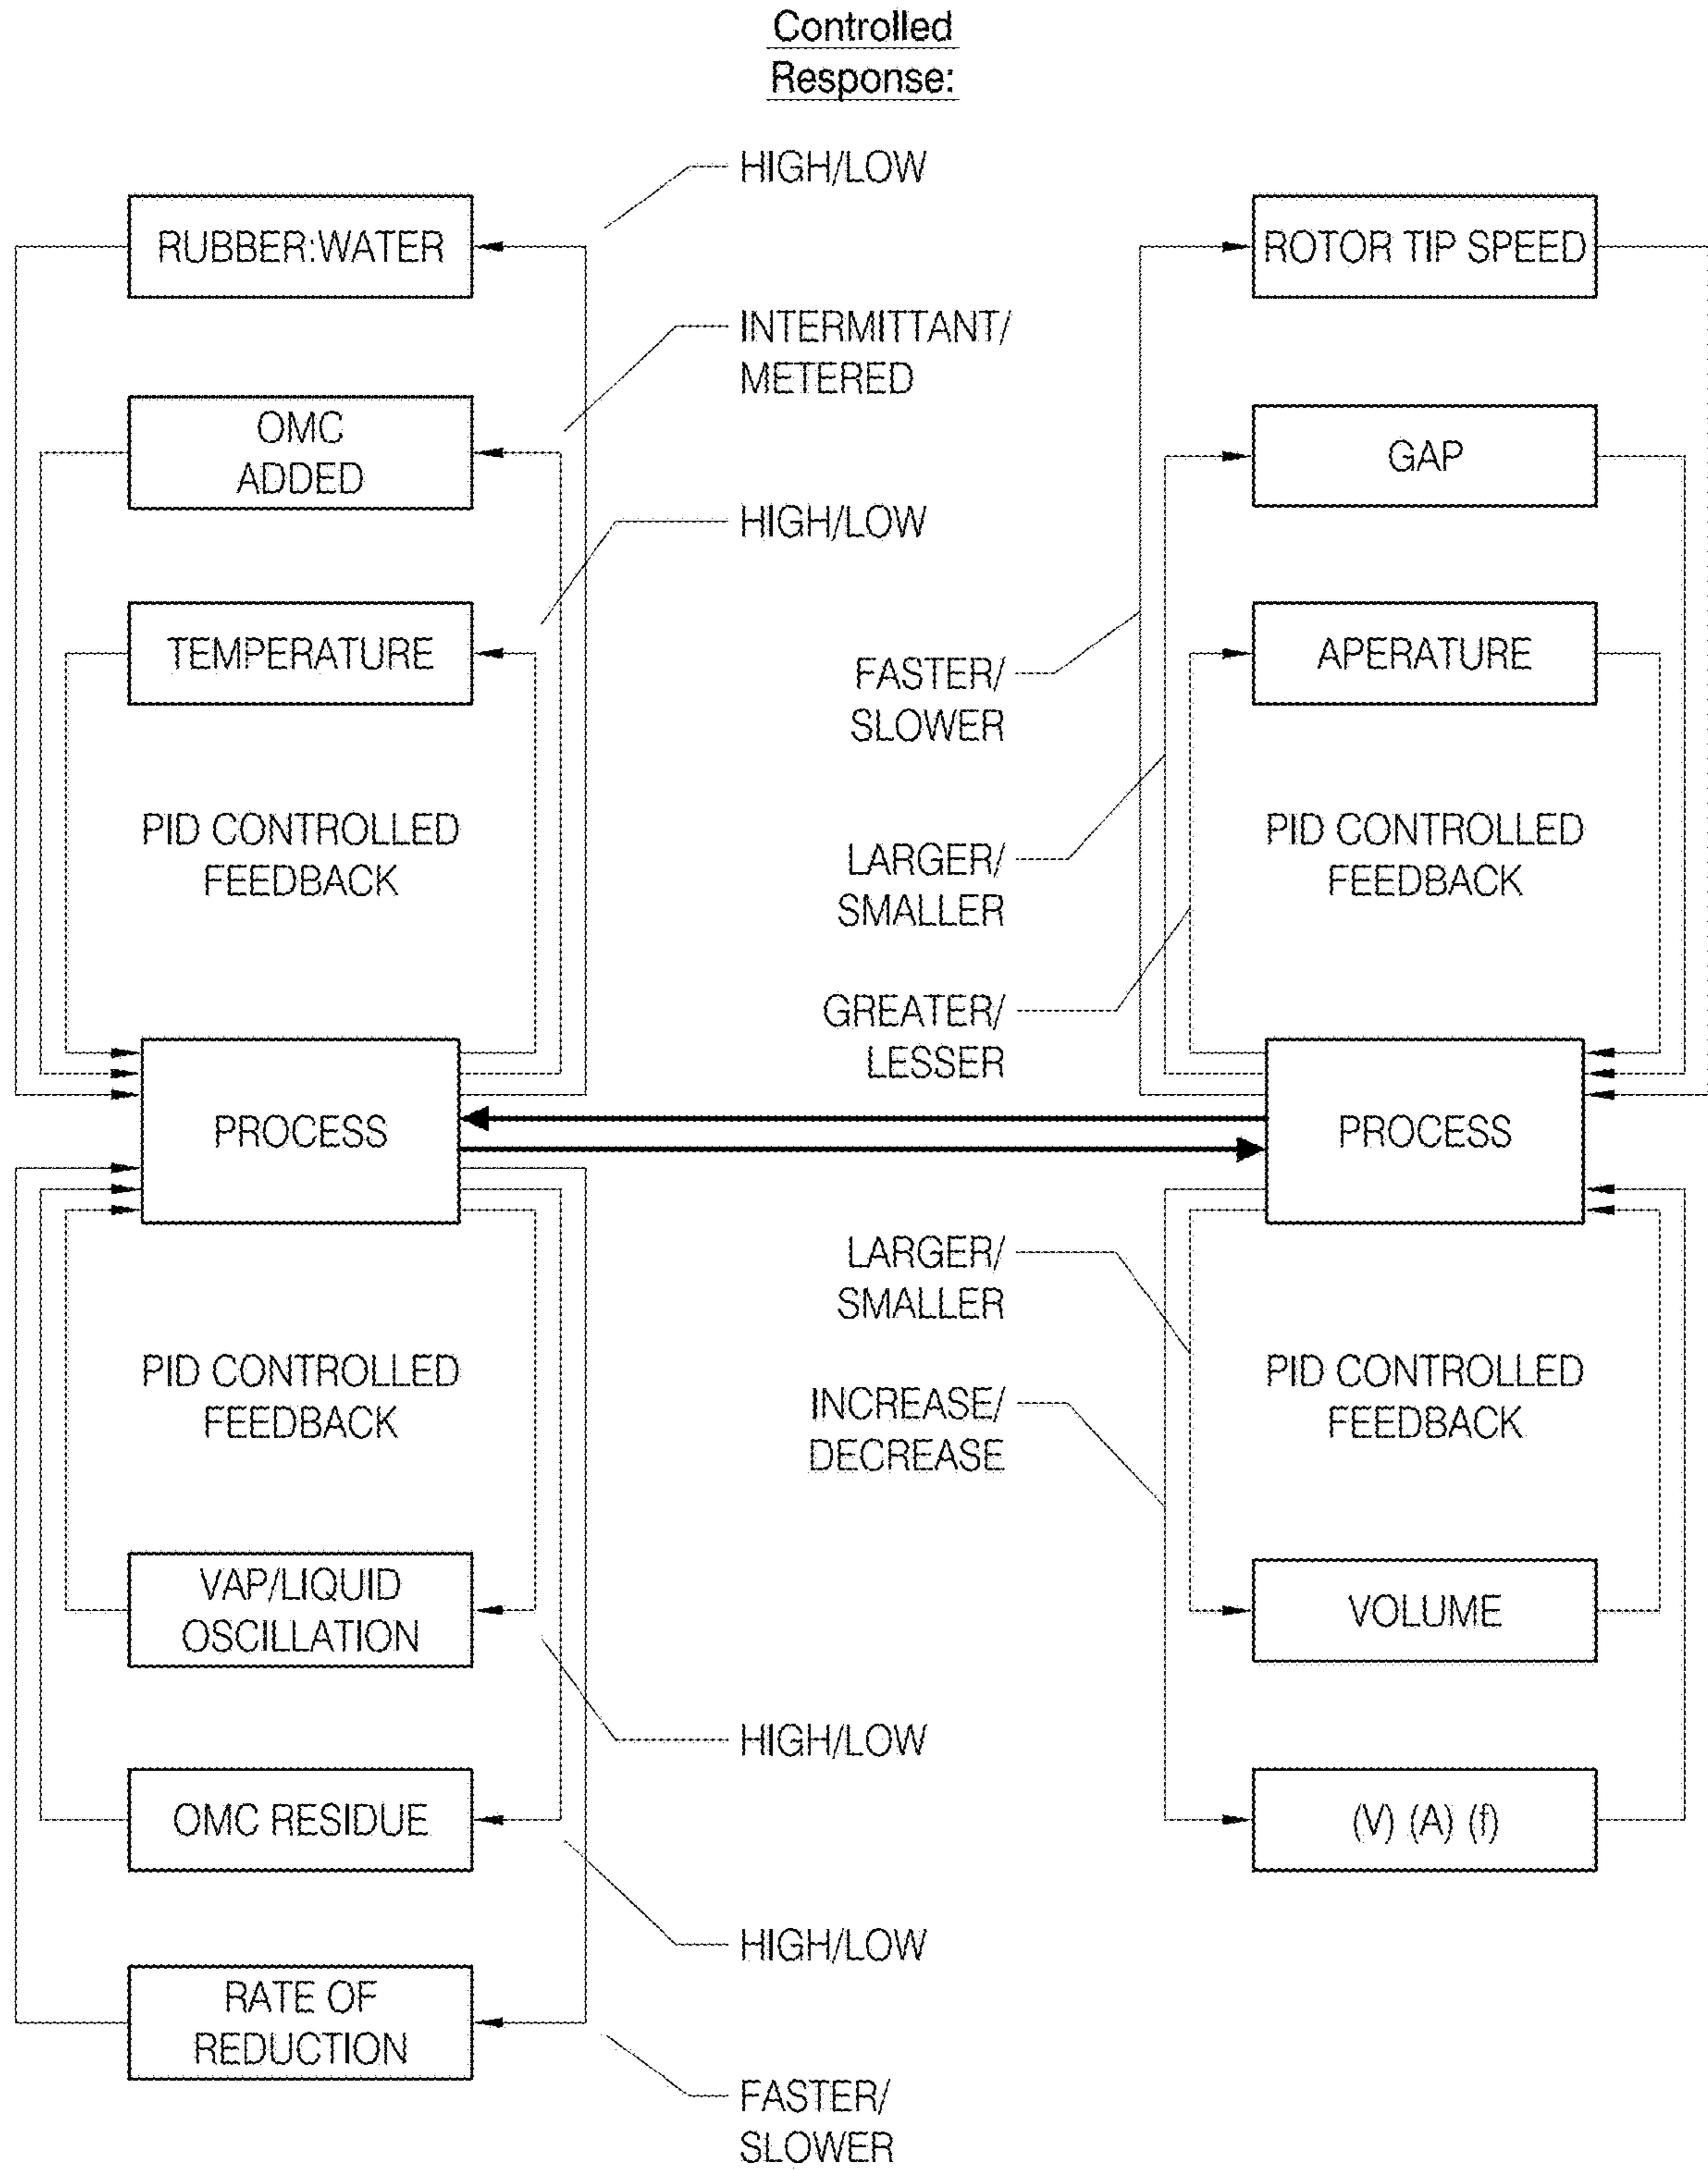 Controlled
Response:
HIGH/LOW
RUBBER:WATER
ROTOR TIP SPEED
INTERMITTANT/
METERED
OMC
ADDED
GAP
HIGH/LOW
TEMPERATURE
APERATURE
FASTER/
SLOWER
PID CONTROLLED
FEEDBACK
LARGER/
SMALLER
PID CONTROLLED
FEEDBACK
GREATER/
LESSER
PROCESS
PROCESS
LARGER/
SMALLER
PID CONTROLLED
FEEDBACK
INCREASE/
DECREASE
PID CONTROLLED
FEEDBACK
VAP/LIQUID
OSCILLATION
VOLUME
HIGH/LOW
OMC RESIDUE
(V) (A) (f)
HIGH/LOW
RATE OF
REDUCTION
FASTER/
SLOWER